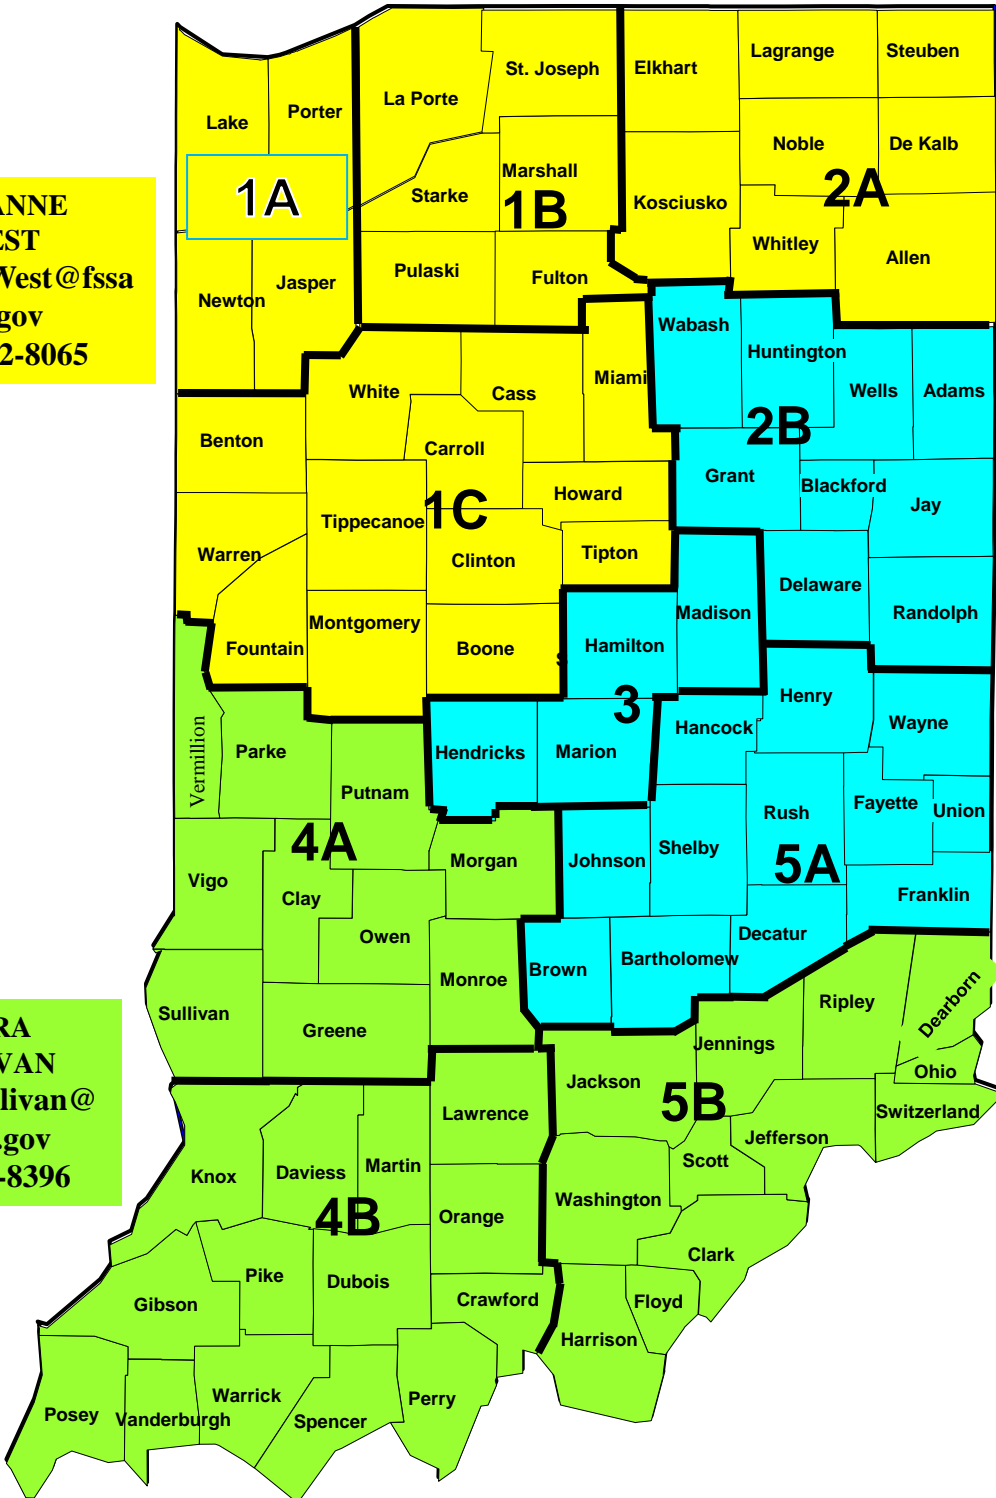 Lagrange
Steuben
Elkhart
St. Joseph
La Porte
Porter
Lake
Noble
De Kalb
Marshall
2A
1A
Starke
1B
Kosciusko
ANNE
EST
West@fssa
gov
2-8065
Whitley
Allen
Pulaski
Fulton
Jasper
Newton
Wabash
Huntington
Miami
White
Cass
Wells
Adams
2B
Benton
Carroll
Grant
Blackford
Howard
Jay
1C
Tippecanoe
Warren
Clinton
Tipton
Delaware
Madison
Randolph
Montgomery
Fountain
Boone
s
Hamilton
3
Henry
Hancock
Wayne
Vermillion
Parke
Hendricks
Marion
Putnam
Fayette
Union
Rush
4A
Shelby
Morgan
Johnson
5A
Vigo
Clay
Franklin
Owen
Decatur
Bartholomew
Brown
Monroe
Sullivan
Greene
Ripley
Dearborn
RA
VAN
llivan@
.gov
-8396
Jennings
Ohio
Jackson
5B
Lawrence
Switzerland
Jefferson
Scott
Martin
Daviess
Knox
Washington
4B
Orange
Clark
Pike
Dubois
Gibson
Crawford
Floyd
Harrison
Warrick
Perry
Posey
Vanderburgh
Spencer